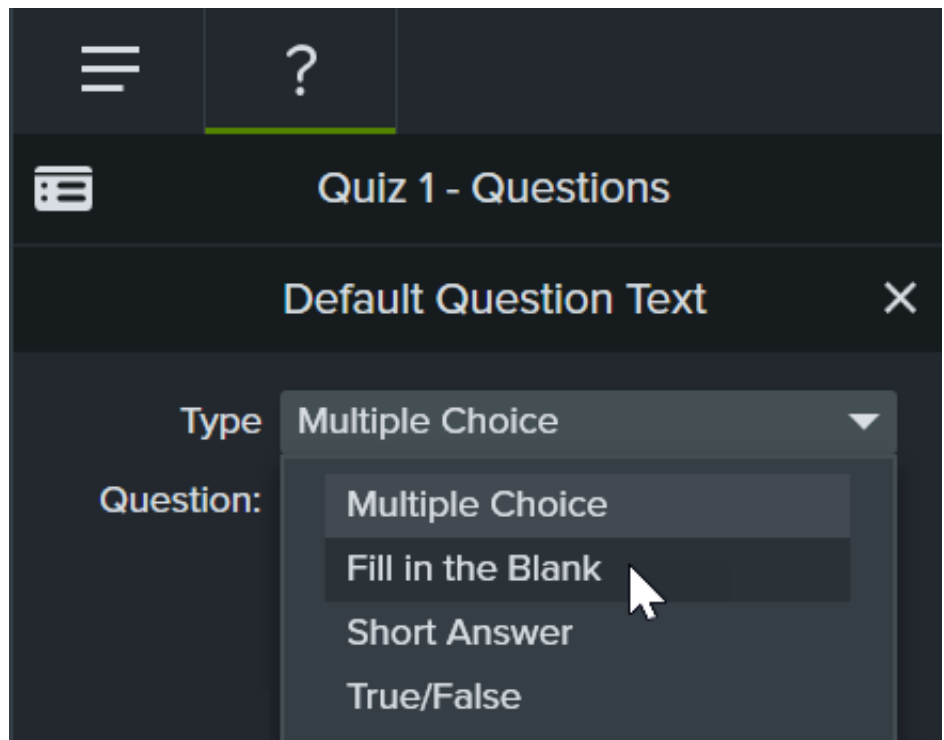 ?
Quiz 1 - Questions
Default Question Text
Type Multiple Choice
Question:
Multiple Choice
Fill in the Blank
Short Answer
True/False